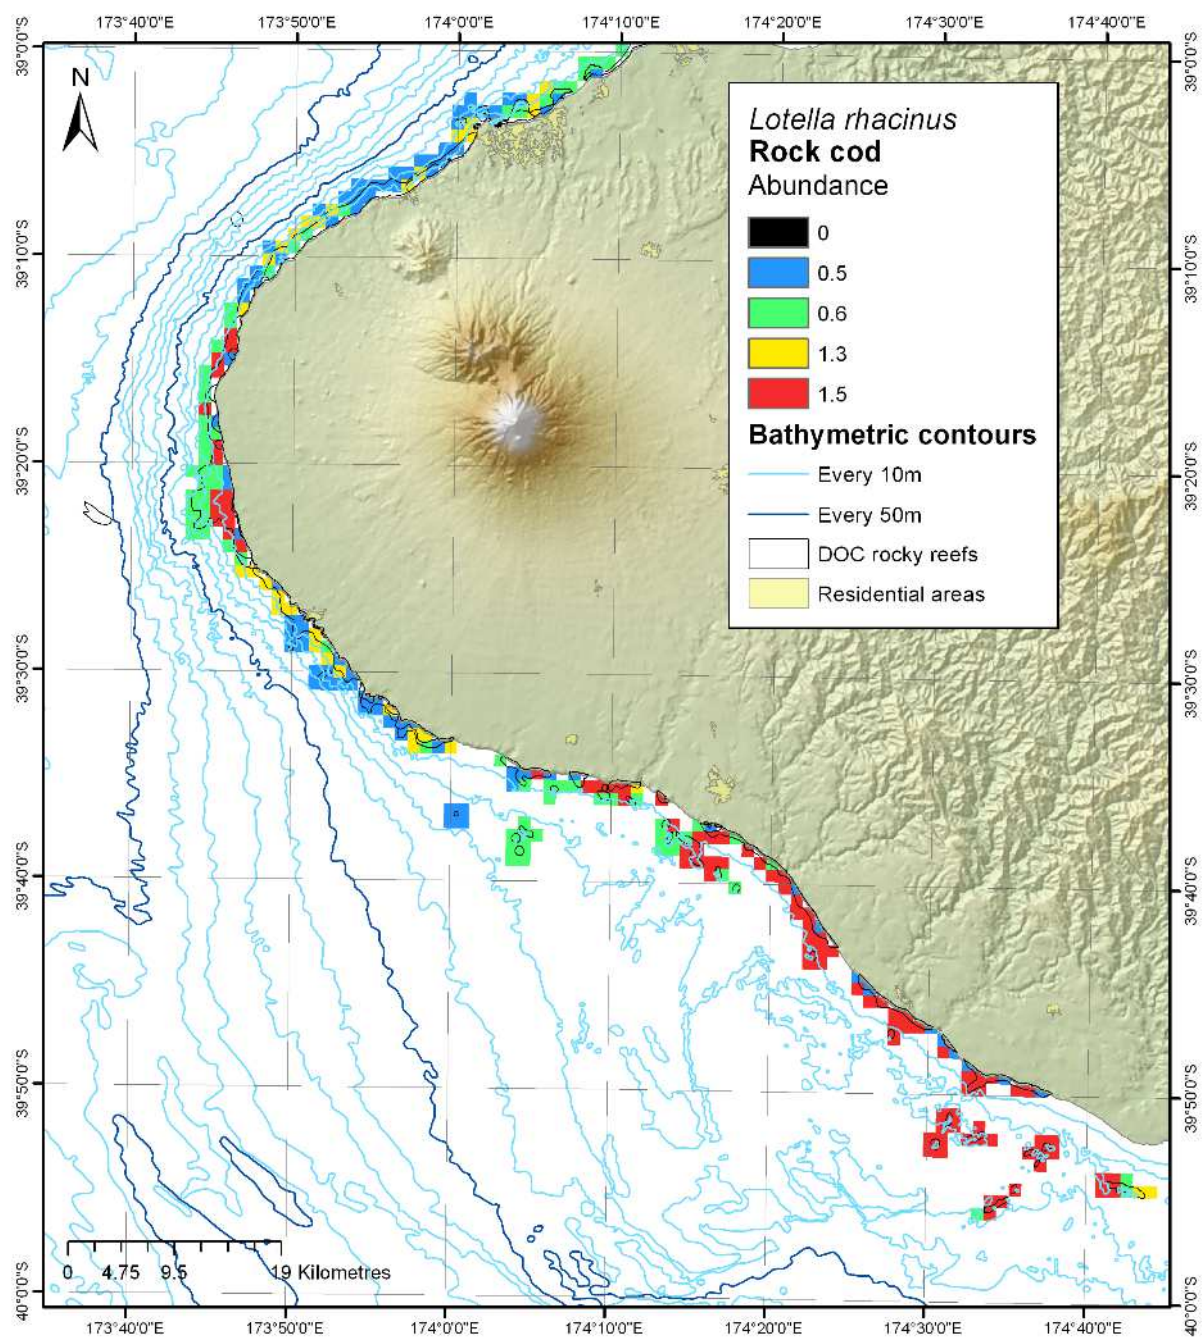 173°40'0"E 173°50'0"E 174°0'0"E 174°10'0"E 174°20'0"E 174°30'0"E 174°40'0"E
39°0'0"S 39°0'0"S
N
Lotella rhacinus
Rock cod
Abundance
0
0.5
0.6
1.3
1.5
Bathymetric contours
Every 10m
Every 50m
DOC rocky reefs
Residential areas
39°10'0"S 39°10'0"S
39°20'0"S 39°20'0"S
39°30'0"S 39°30'0"S
39°40'0"S 39°40'0"S
39°50'0"S 39°50'0"S
0 4.75 9.5 19 Kilometres
40°0'0"S 40°0'0"S
173°40'0"E 173°50'0"E 174°0'0"E 174°10'0"E 174°20'0"E 174°30'0"E 174°40'0"E